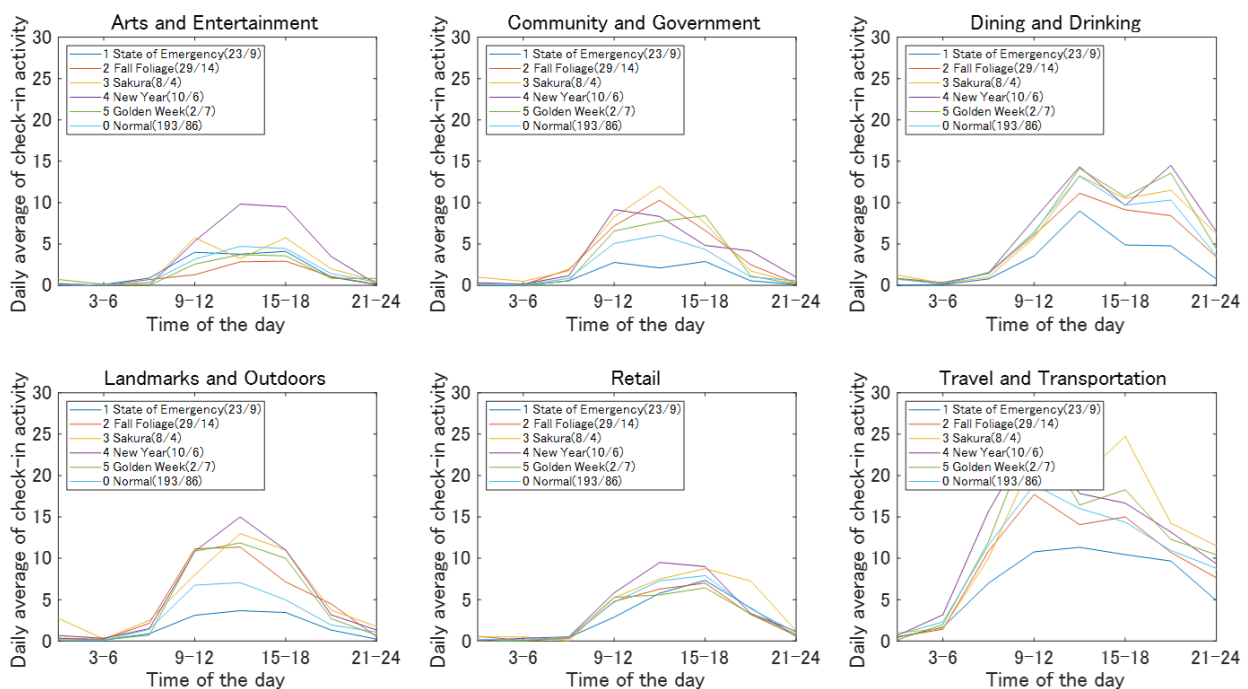 Arts and Entertainment
Daily average of check-in activity
30
25
20
15
10
5
0
1 State of Emergency(23/9)
2 Fall Foliage(29/14)
3 Sakura(8/4)
4 New Year(10/6)
5 Golden Week(2/7)
0 Normal(193/86)
3-6 9-12 15-18 21-24
Time of the day
Community and Government
Daily average of check-in activity
30
25
20
15
10
5
0
1 State of Emergency(23/9)
2 Fall Foliage(29/14)
3 Sakura(8/4)
4 New Year(10/6)
5 Golden Week(2/7)
0 Normal(193/86)
3-6 9-12 15-18 21-24
Time of the day
Dining and Drinking
Daily average of check-in activity
30
25
20
15
10
5
0
1 State of Emergency(23/9)
2 Fall Foliage(29/14)
3 Sakura(8/4)
4 New Year(10/6)
5 Golden Week(2/7)
0 Normal(193/86)
3-6 9-12 15-18 21-24
Time of the day
Landmarks and Outdoors
Daily average of check-in activity
30
25
20
15
10
5
0
1 State of Emergency(23/9)
2 Fall Foliage(29/14)
3 Sakura(8/4)
4 New Year(10/6)
5 Golden Week(2/7)
0 Normal(193/86)
3-6 9-12 15-18 21-24
Time of the day
Retail
Daily average of check-in activity
30
25
20
15
10
5
0
1 State of Emergency(23/9)
2 Fall Foliage(29/14)
3 Sakura(8/4)
4 New Year(10/6)
5 Golden Week(2/7)
0 Normal(193/86)
3-6 9-12 15-18 21-24
Time of the day
Travel and Transportation
Daily average of check-in activity
30
25
20
15
10
5
0
1 State of Emergency(23/9)
2 Fall Foliage(29/14)
3 Sakura(8/4)
4 New Year(10/6)
5 Golden Week(2/7)
0 Normal(193/86)
3-6 9-12 15-18 21-24
Time of the day